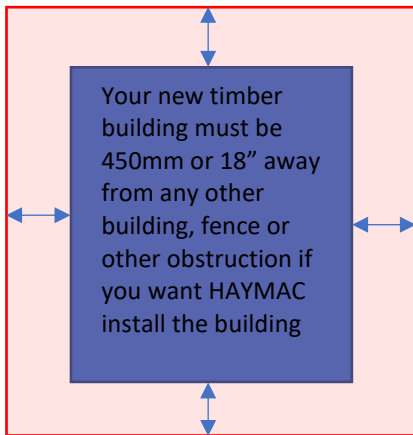 Your new timber
building must be
450mm or 18” away
from any other
building, fence or
other obstruction if
you want HAYMAC
install the building